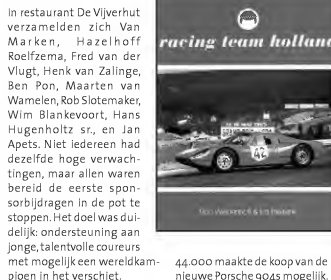 In restaurant De Vijverhut
verzamelden zich Van
Marken, Hazelhoff
Roelfzema, Fred van der
Vlugt, Henk van Zalinge,
Ben Pon, Maarten van
Wamelen, Rob Slotemaker,
Wim Blankevoort, Hans
Hugenholtz sr., en Jan
Apets. Niet iedereen had
dezelfde hoge verwach-
tingen, maar allen waren
bereid de eerste spon-
sorbijdragen in de pot te
stoppen. Het doel was dui-
delijk: ondersteuning aan
jonge, talentvolle coureurs
met mogelijk een wereldkam-
pioen in het verschiet.
racing team holland
42
44.000 maakte de koop van de
nieuwe Porsche 904S mogelijk.